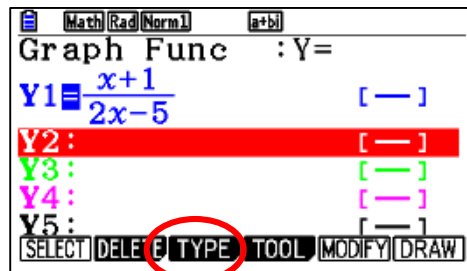 Math Rad Norm1 a+bi
Graph Func :Y=
Y1=(x+1)/(2x-5) [—]
Y2: [—]
Y3: [—]
Y4: [—]
Y5: [—]
SELECT DELETE TYPE TOOL MODIFY DRAW